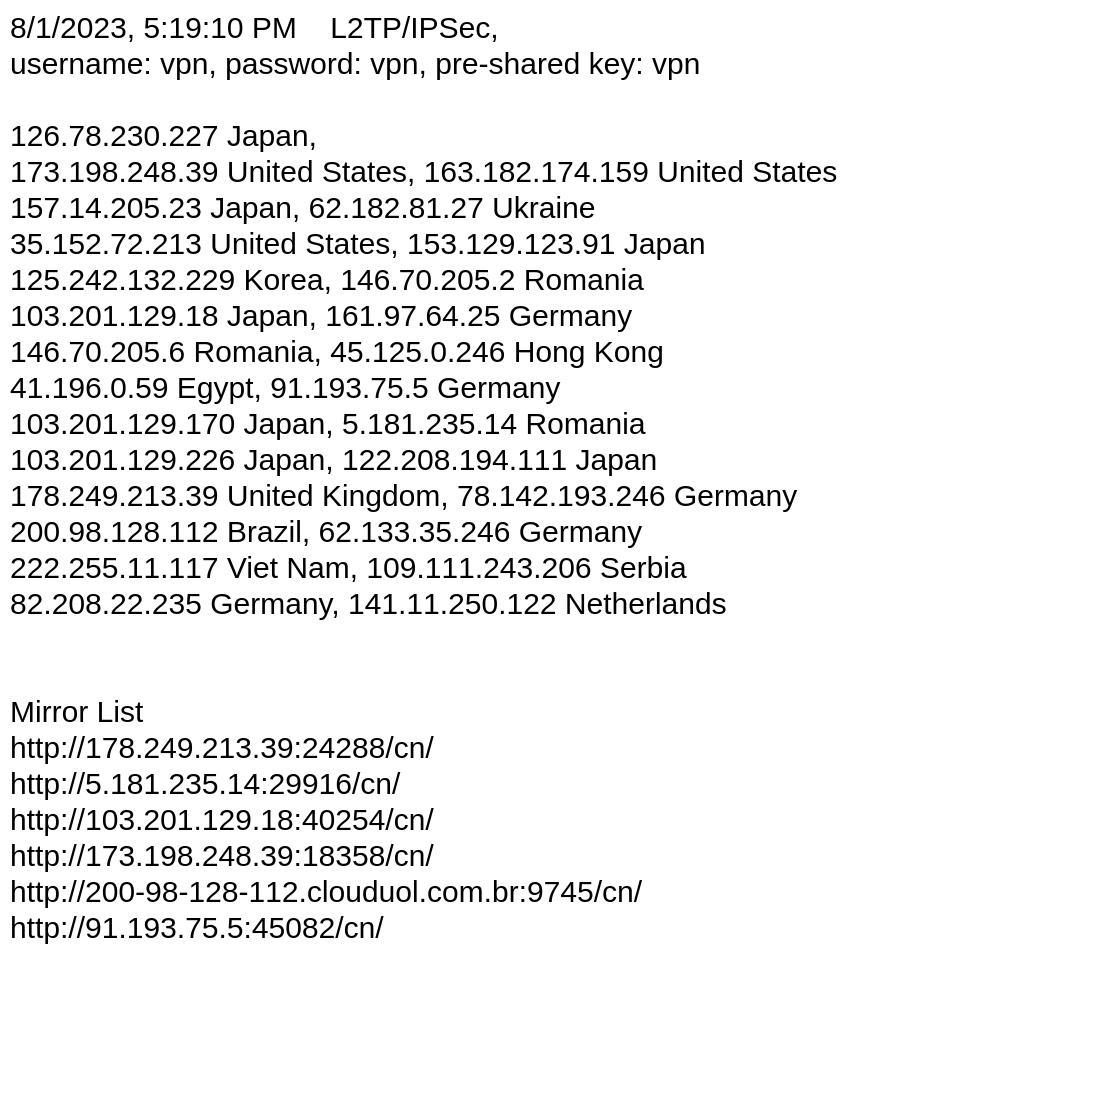 8/1/2023, 5:19:10 PM    L2TP/IPSec,
username: vpn, password: vpn, pre-shared key: vpn
126.78.230.227 Japan,
173.198.248.39 United States, 163.182.174.159 United States
157.14.205.23 Japan, 62.182.81.27 Ukraine
35.152.72.213 United States, 153.129.123.91 Japan
125.242.132.229 Korea, 146.70.205.2 Romania
103.201.129.18 Japan, 161.97.64.25 Germany
146.70.205.6 Romania, 45.125.0.246 Hong Kong
41.196.0.59 Egypt, 91.193.75.5 Germany
103.201.129.170 Japan, 5.181.235.14 Romania
103.201.129.226 Japan, 122.208.194.111 Japan
178.249.213.39 United Kingdom, 78.142.193.246 Germany
200.98.128.112 Brazil, 62.133.35.246 Germany
222.255.11.117 Viet Nam, 109.111.243.206 Serbia
82.208.22.235 Germany, 141.11.250.122 Netherlands
Mirror List
http://178.249.213.39:24288/cn/
http://5.181.235.14:29916/cn/
http://103.201.129.18:40254/cn/
http://173.198.248.39:18358/cn/
http://200-98-128-112.clouduol.com.br:9745/cn/
http://91.193.75.5:45082/cn/